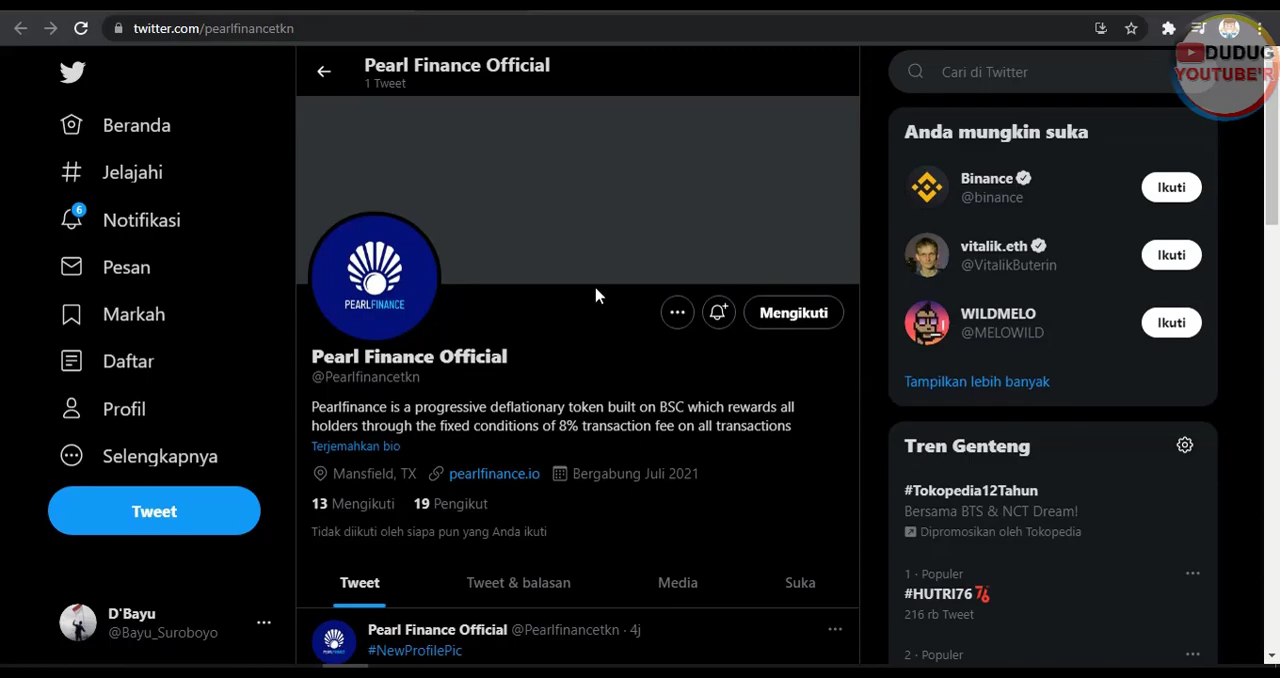 twitter.com/pearlfinancetkn
DUDUG
YOUTUBE'R
Pearl Finance Official
1 Tweet
Beranda
Jelajahi
6
Notifikasi
Pesan
Markah
Daftar
Profil
Selengkapnya
Tweet
D'Bayu
@Bayu_Suroboyo
PEARLFINANCE
Mengikuti
Pearl Finance Official
@Pearlfinancetkn
Pearlfinance is a progressive deflationary token built on BSC which rewards all
holders through the fixed conditions of 8% transaction fee on all transactions
Terjemahkan bio
Mansfield, TX pearlfinance.io Bergabung Juli 2021
13 Mengikuti 19 Pengikut
Tidak diikuti oleh siapa pun yang Anda ikuti
Tweet Tweet & balasan Media Suka
Pearl Finance Official @Pearlfinancetkn · 4j
#NewProfilePic
Cari di Twitter
Anda mungkin suka
Binance
@binance
Ikuti
vitalik.eth
@VitalikButerin
Ikuti
WILDMELO
@MELOWILD
Ikuti
Tampilkan lebih banyak
Tren Genteng
#Tokopedia12Tahun
Bersama BTS & NCT Dream!
Dipromosikan oleh Tokopedia
1 · Populer
#HUTRI76
216 rb Tweet
2 · Populer